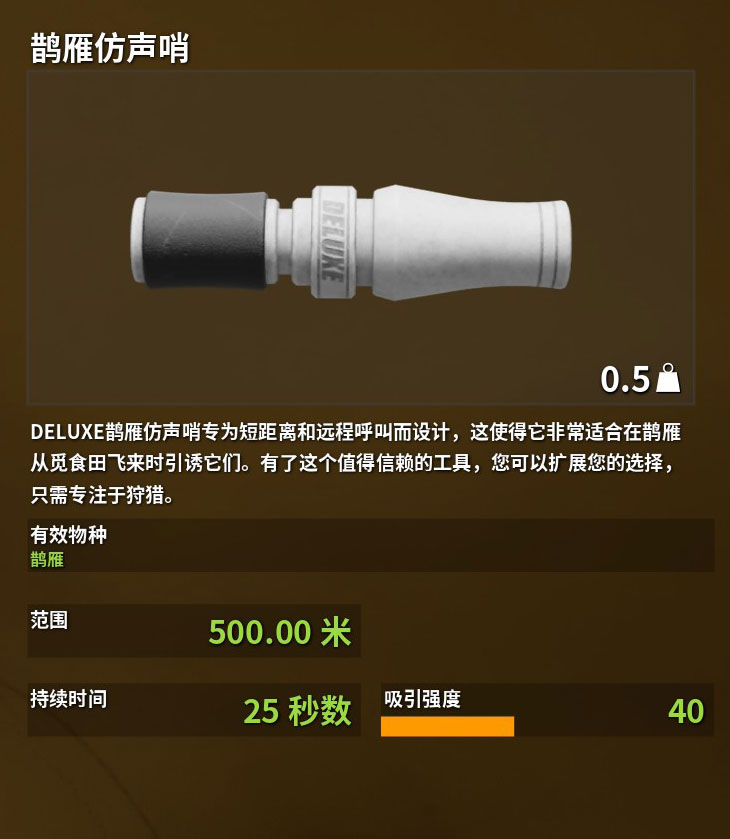 鹊雁仿声哨
DELUXE
0.5
DELUXE鹊雁仿声哨专为短距离和远程呼叫而设计，这使得它非常适合在鹊雁
从觅食田飞来时引诱它们。有了这个值得信赖的工具，您可以扩展您的选择，
只需专注于狩猎。
有效物种
鹊雁
范围
500.00 米
持续时间
25 秒数
吸引强度
40